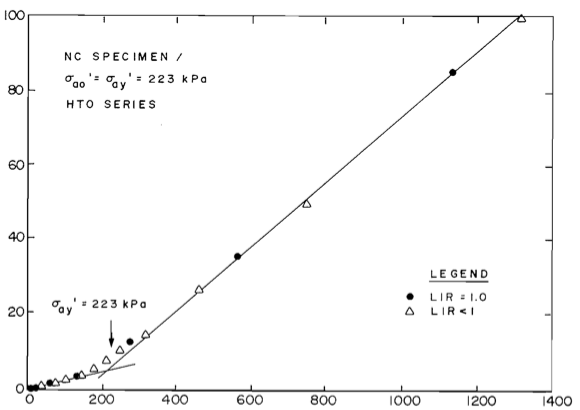 100
NC SPECIMEN /
σao' = σay' = 223 kPa
HTO SERIES
80
60
40
LEGEND
● LIR = 1.0
△ LIR < 1
σay' = 223 kPa
20
0
0 200 400 600 800 1000 1200 1400